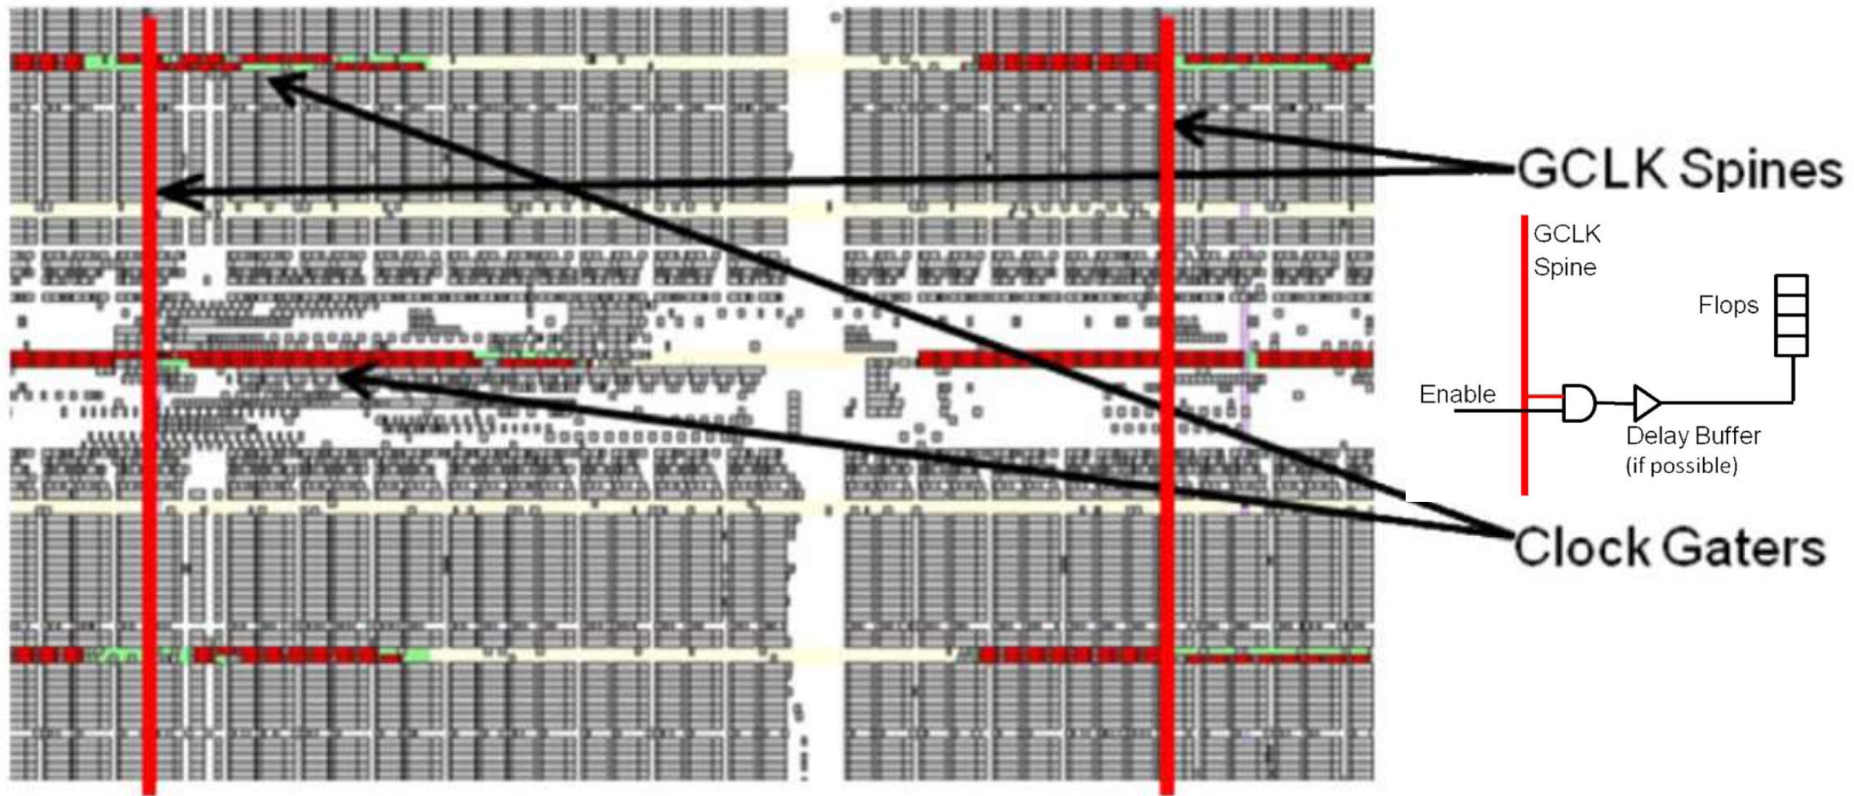 GCLK Spines
GCLK
Spine
Flops
Enable
Delay Buffer
(if possible)
Clock Gaters